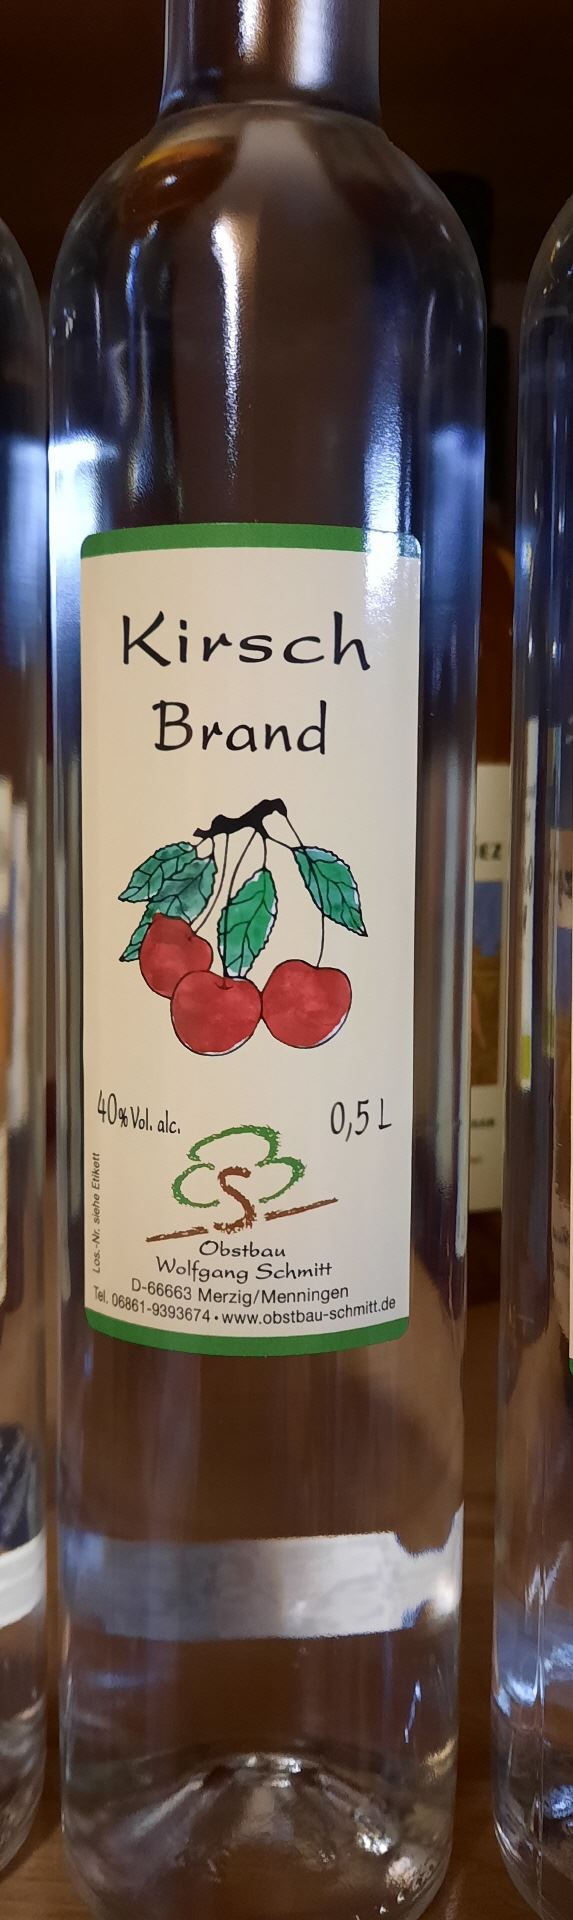 Kirsch
Brand
40% Vol. alc.
0,5 L
Los.-Nr. siehe Etikett
S
Obstbau
Wolfgang Schmitt
D-66663 Merzig/Menningen
Tel. 06861-9393674 • www.obstbau-schmitt.de